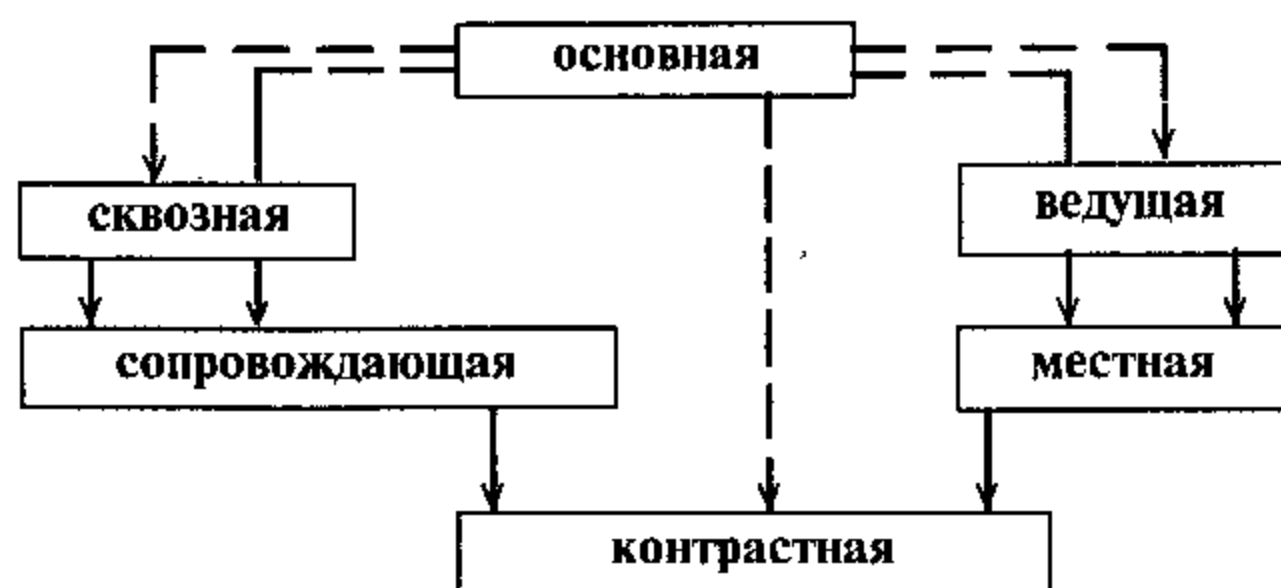 основная
сквозная
ведущая
сопровождающая
местная
контрастная